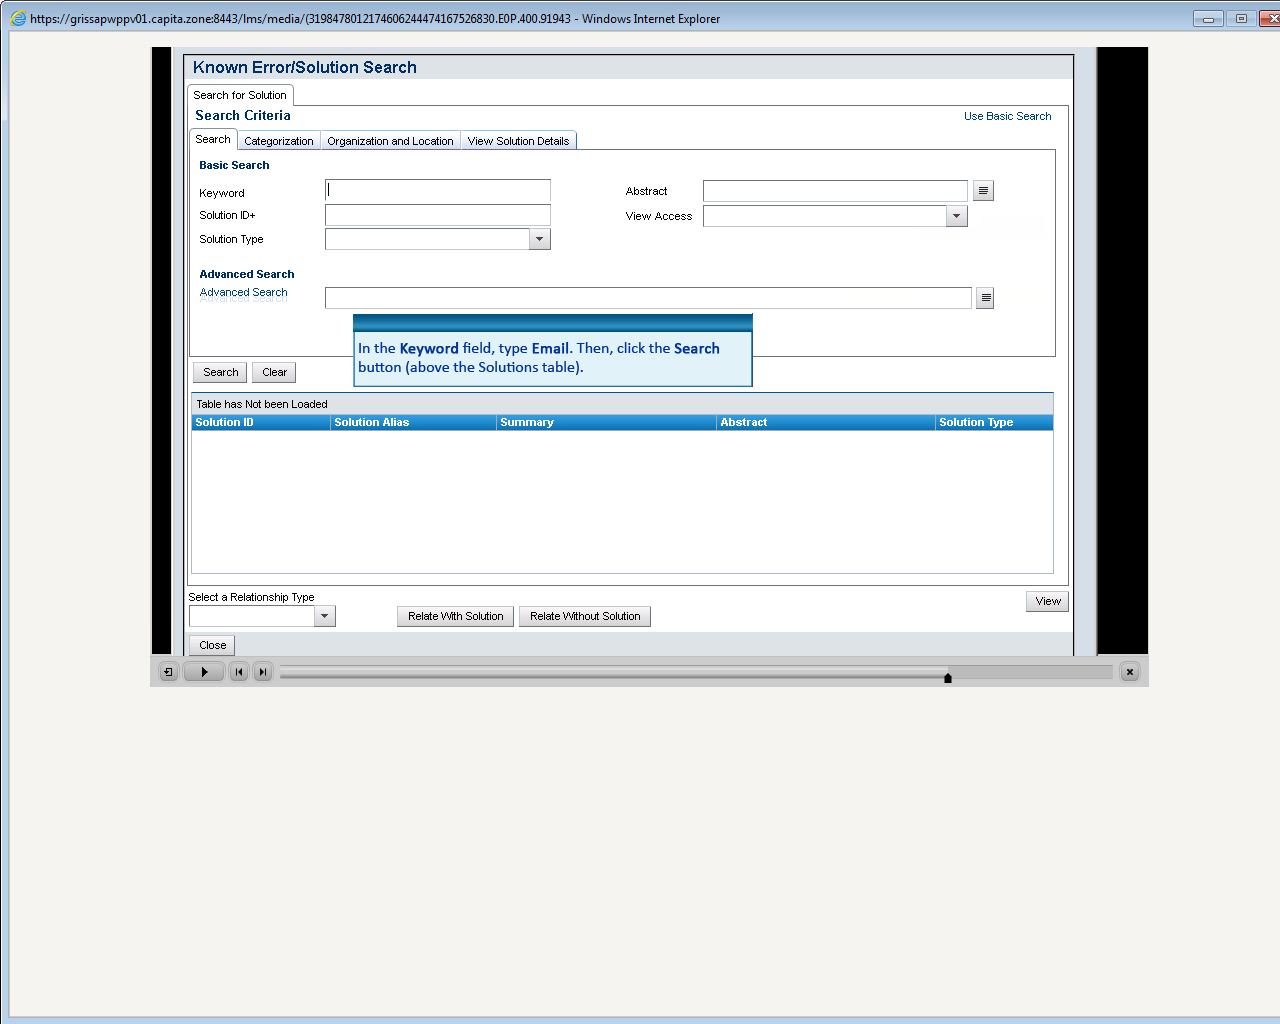 https://grissapwppv01.capita.zone:8443/lms/media/(3198478012174606244474167526830.E0P.400.91943 - Windows Internet Explorer
Known Error/Solution Search
Search for Solution
Search Criteria
Use Basic Search
Search
Categorization
Organization and Location
View Solution Details
Basic Search
Keyword
Abstract
Solution ID+
View Access
Solution Type
Advanced Search
Advanced Search
In the Keyword field, type Email. Then, click the Search
button (above the Solutions table).
Search
Clear
Table has Not been Loaded
Solution ID
Solution Alias
Summary
Abstract
Solution Type
Select a Relationship Type
View
Relate With Solution
Relate Without Solution
Close